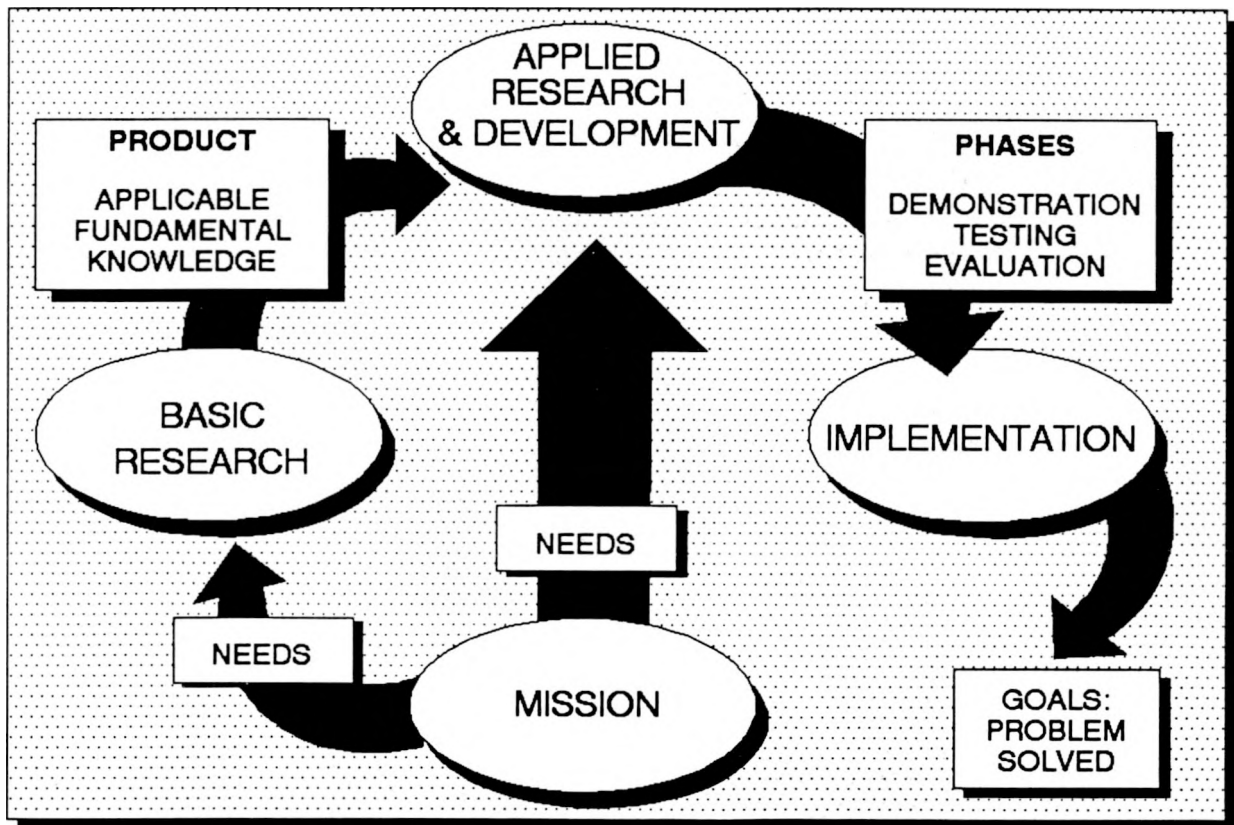 APPLIED
RESEARCH
& DEVELOPMENT
PRODUCT
APPLICABLE
FUNDAMENTAL
KNOWLEDGE
PHASES
DEMONSTRATION
TESTING
EVALUATION
BASIC
RESEARCH
IMPLEMENTATION
NEEDS
NEEDS
MISSION
GOALS:
PROBLEM
SOLVED